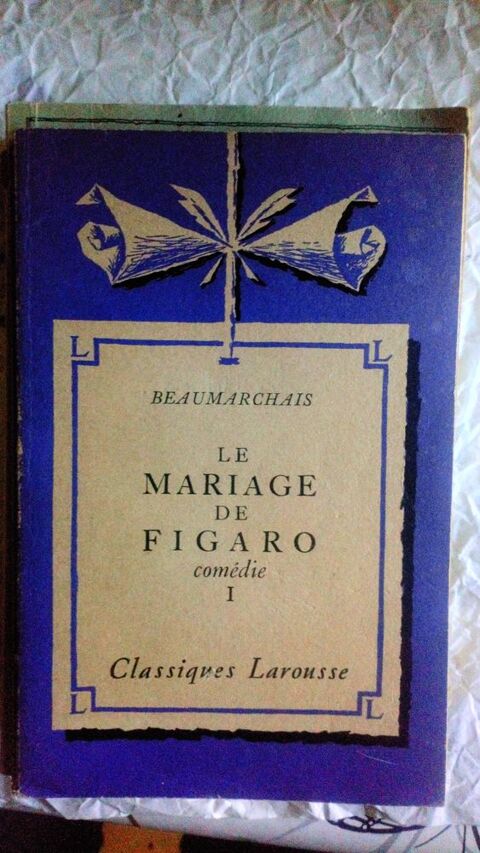 L L
BEAUMARCHAIS
LE
MARIAGE
DE
FIGARO
comédie
I
Classiques Larousse
L L